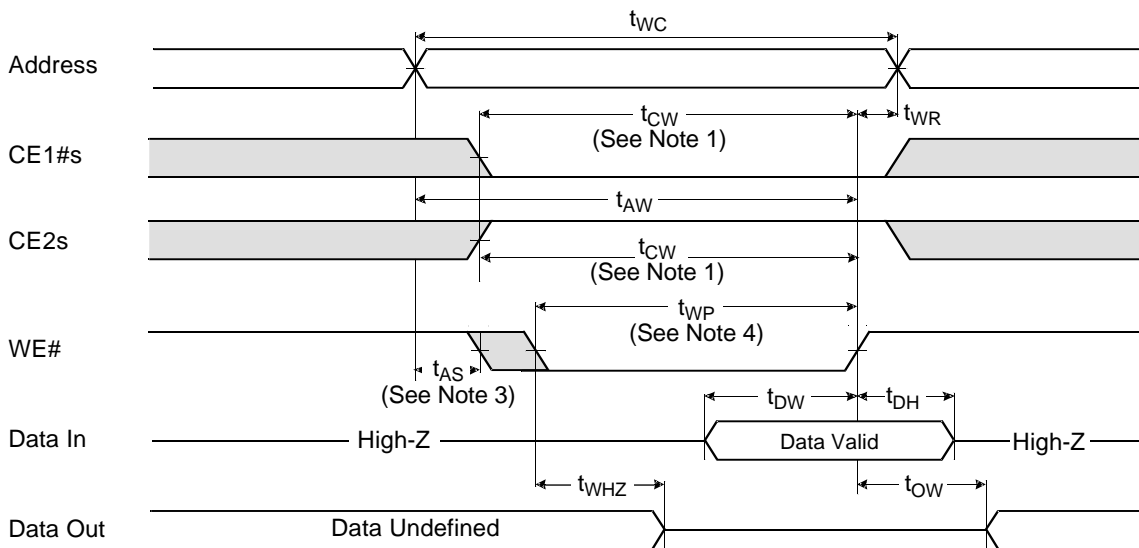 tWC
Address
tCW
(See Note 1)
tWR
CE1#s
tAW
CE2s
tCW
(See Note 1)
tWP
(See Note 4)
WE#
tAS
(See Note 3)
tDW
tDH
Data In
High-Z
Data Valid
High-Z
tWHZ
tOW
Data Out
Data Undefined